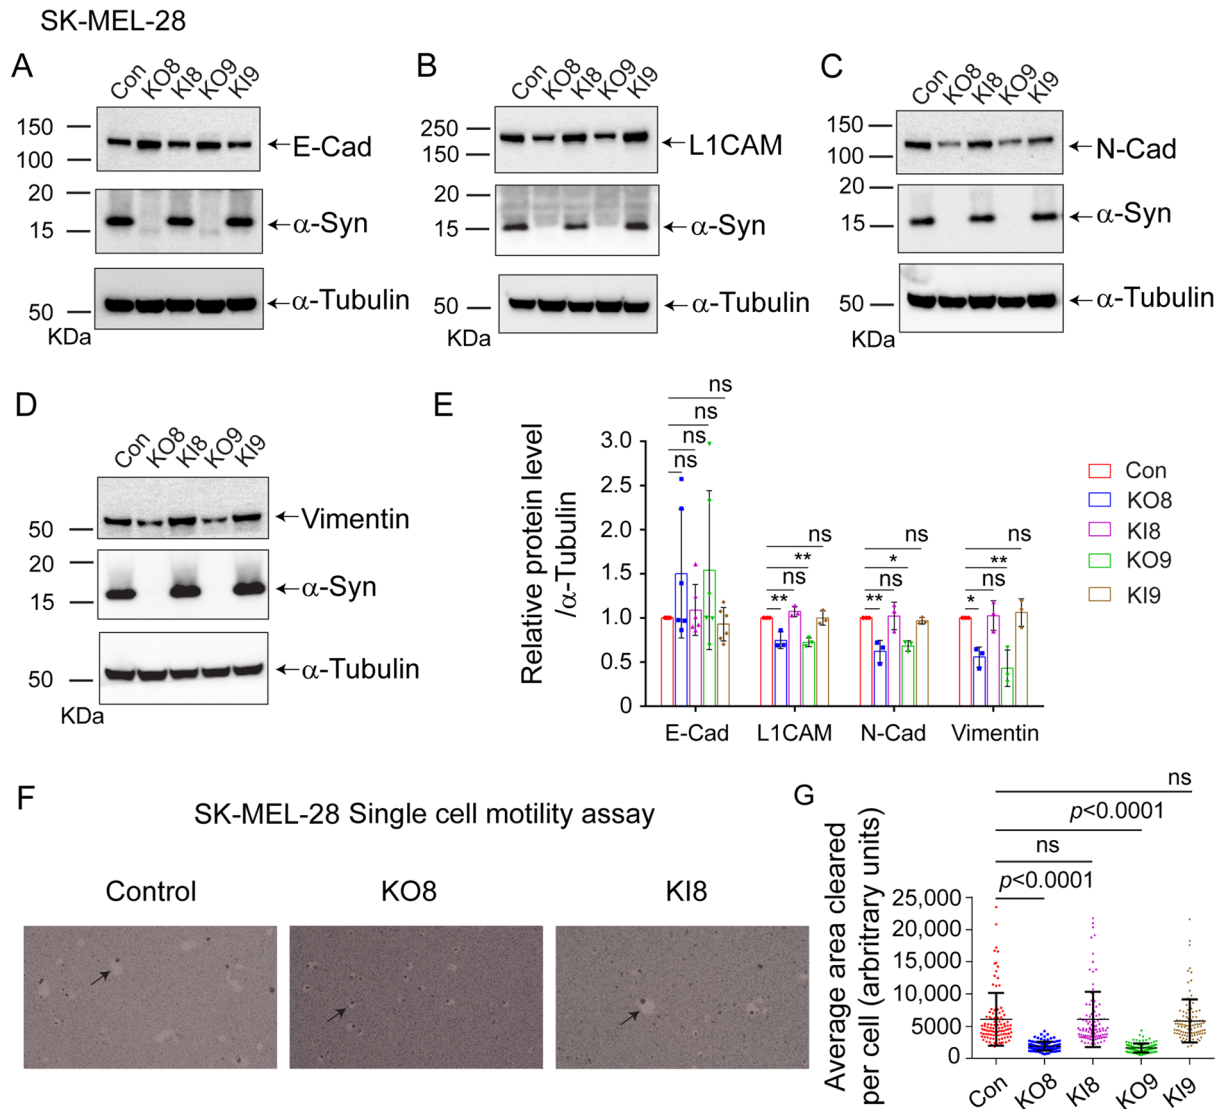 SK-MEL-28
A
Con KO8 KI8 KO9 KI9
150
100
←E-Cad
20
15
←α-Syn
50
←α-Tubulin
KDa
B
Con KO8 KI8 KO9 KI9
250
150
←L1CAM
20
15
←α-Syn
50
←α-Tubulin
KDa
C
Con KO8 KI8 KO9 KI9
150
100
←N-Cad
20
15
←α-Syn
50
←α-Tubulin
KDa
D
Con KO8 KI8 KO9 KI9
50
←Vimentin
20
15
←α-Syn
50
←α-Tubulin
KDa
E
Relative protein level
/α-Tubulin
3.0
2.5
2.0
1.5
1.0
0.5
0
ns
ns
ns
ns
ns
**
ns
**
ns
*
ns
**
ns
**
ns
*
E-Cad L1CAM N-Cad Vimentin
Con
KO8
KI8
KO9
KI9
F
SK-MEL-28 Single cell motility assay
Control KO8 KI8
G
Average area cleared
per cell (arbritrary units)
ns
p<0.0001
ns
p<0.0001
25,000
20,000
15,000
10,000
5000
0
Con KO8 KI8 KO9 KI9